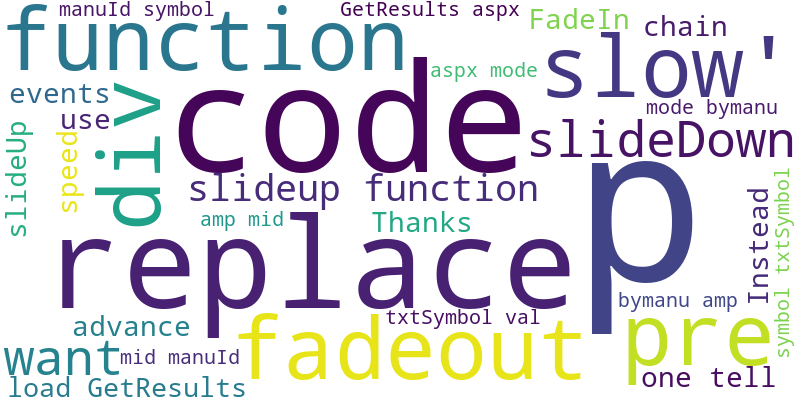 manuId symbol
GetResults aspx
FadeIn
chain
function
slow'
aspx mode
events
use
code
mode bymanu
div
slideDown
slideUp
speed
slideup function
p
amp mid
Thanks
replace
Instead
symbol txtSymbol
bymanu amp
txtSymbol val
advance
fadeout
pre
want
mid manuId
one tell
load GetResults